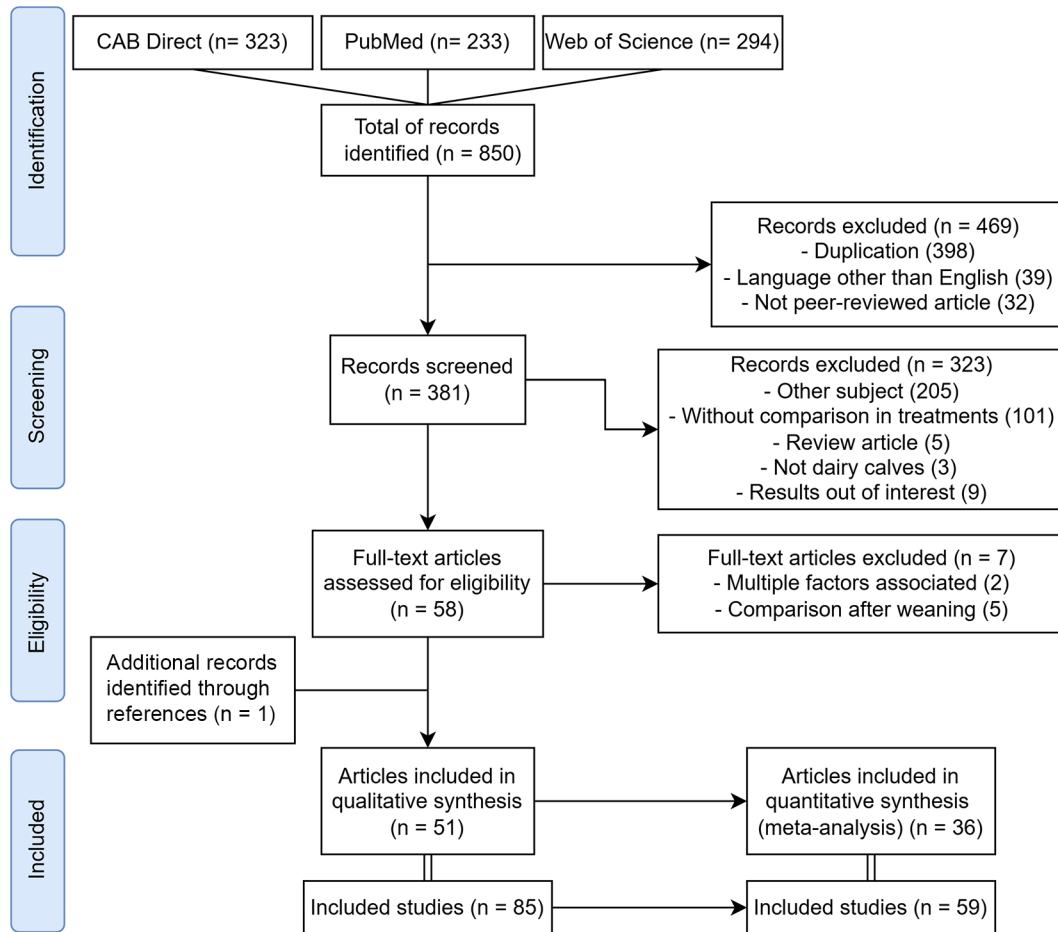 Identification
CAB Direct (n= 323)
PubMed (n= 233)
Web of Science (n= 294)
Total of records
identified (n = 850)
Records excluded (n = 469)
- Duplication (398)
- Language other than English (39)
- Not peer-reviewed article (32)
Screening
Records screened
(n = 381)
Records excluded (n = 323)
- Other subject (205)
- Without comparison in treatments (101)
- Review article (5)
- Not dairy calves (3)
- Results out of interest (9)
Eligibility
Full-text articles
assessed for eligibility
(n = 58)
Full-text articles excluded (n = 7)
- Multiple factors associated (2)
- Comparison after weaning (5)
Additional records
identified through
references (n = 1)
Included
Articles included in
qualitative synthesis
(n = 51)
Articles included in
quantitative synthesis
(meta-analysis) (n = 36)
Included studies (n = 85)
Included studies (n = 59)